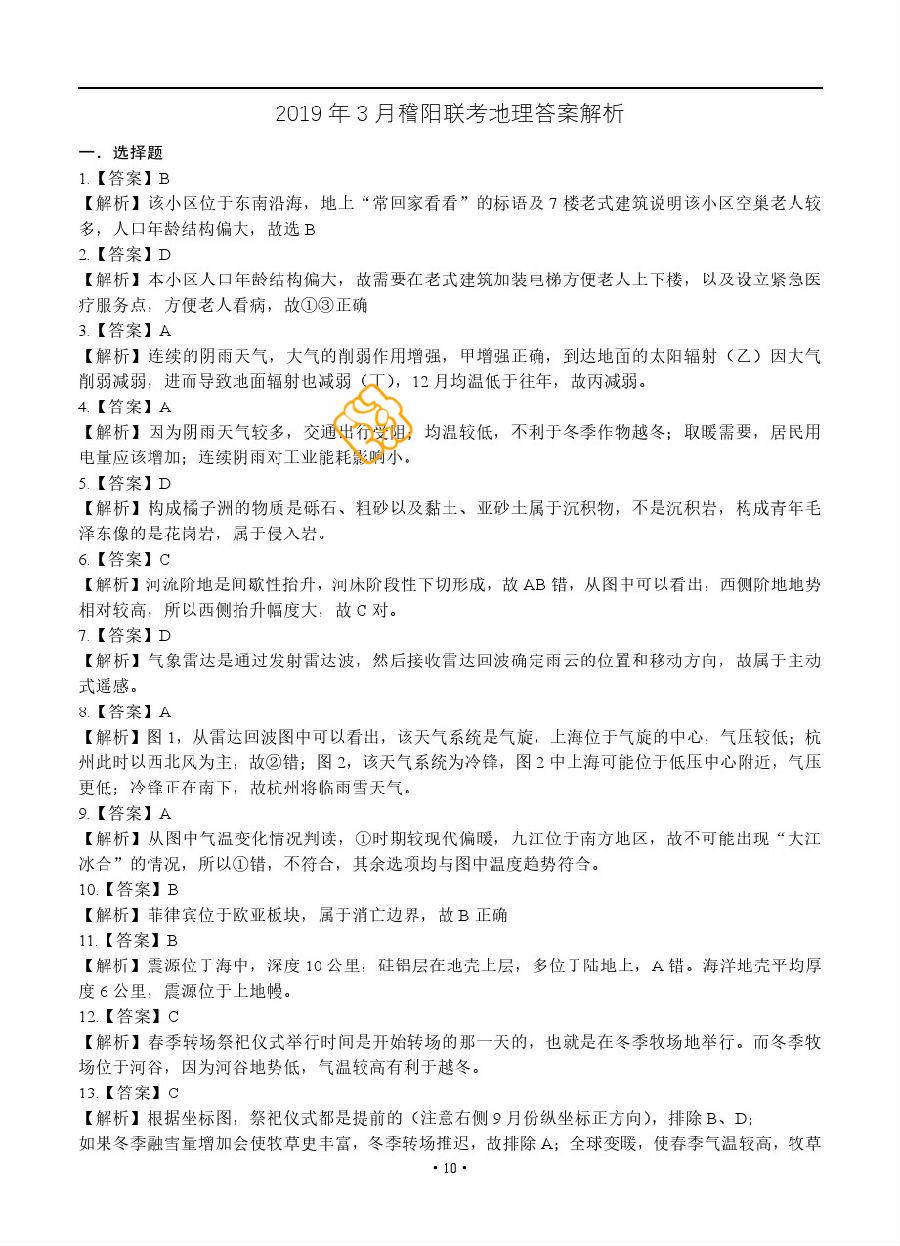 2019 年 3 月稽阳联考地理答案解析
一．选择题
1.【答案】B
【解析】该小区位于东南沿海，地上“常回家看看”的标语及 7 楼老式建筑说明该小区空巢老人较
多，人口年龄结构偏大，故选 B
2.【答案】D
【解析】本小区人口年龄结构偏大，故需要在老式建筑加装电梯方便老人上下楼，以及设立紧急医
疗服务点，方便老人看病，故①③正确
3.【答案】A
【解析】连续的阴雨天气，大气的削弱作用增强，甲增强正确，到达地面的太阳辐射（乙）因大气
削弱减弱，进而导致地面辐射也减弱（丁），12 月均温低于往年，故丙减弱。
4.【答案】A
【解析】因为阴雨天气较多，交通出行受阻；均温较低，不利于冬季作物越冬；取暖需要，居民用
电量应该增加；连续阴雨对工业能耗影响小。
5.【答案】D
【解析】构成橘子洲的物质是砾石、粗砂以及黏土、亚砂土属于沉积物，不是沉积岩，构成青年毛
泽东像的是花岗岩，属于侵入岩。
6.【答案】C
【解析】河流阶地是间歇性抬升，河床阶段性下切形成，故 AB 错，从图中可以看出，西侧阶地地势
相对较高，所以西侧抬升幅度大，故 C 对。
7.【答案】D
【解析】气象雷达是通过发射雷达波，然后接收雷达回波确定雨云的位置和移动方向，故属于主动
式遥感。
8.【答案】A
【解析】图 1，从雷达回波图中可以看出，该天气系统是气旋，上海位于气旋的中心，气压较低；杭
州此时以西北风为主，故②错；图 2，该天气系统为冷锋，图 2 中上海可能位于低压中心附近，气压
更低；冷锋正在南下，故杭州将临雨雪天气。
9.【答案】A
【解析】从图中气温变化情况判读，①时期较现代偏暖，九江位于南方地区，故不可能出现“大江
冰合”的情况，所以①错，不符合，其余选项均与图中温度趋势符合。
10.【答案】B
【解析】菲律宾位于欧亚板块，属于消亡边界，故 B 正确
11.【答案】B
【解析】震源位于海中，深度 10 公里，硅铝层在地壳上层，多位于陆地上，A 错。海洋地壳平均厚
度 6 公里，震源位于上地幔。
12.【答案】C
【解析】春季转场祭祀仪式举行时间是开始转场的那一天的，也就是在冬季牧场地举行。而冬季牧
场位于河谷，因为河谷地势低，气温较高有利于越冬。
13.【答案】C
【解析】根据坐标图，祭祀仪式都是提前的（注意右侧 9 月份纵坐标正方向），排除 B、D；
如果冬季融雪量增加会使牧草更丰富，冬季转场推迟，故排除 A；全球变暖，使春季气温较高，牧草
· 10 ·